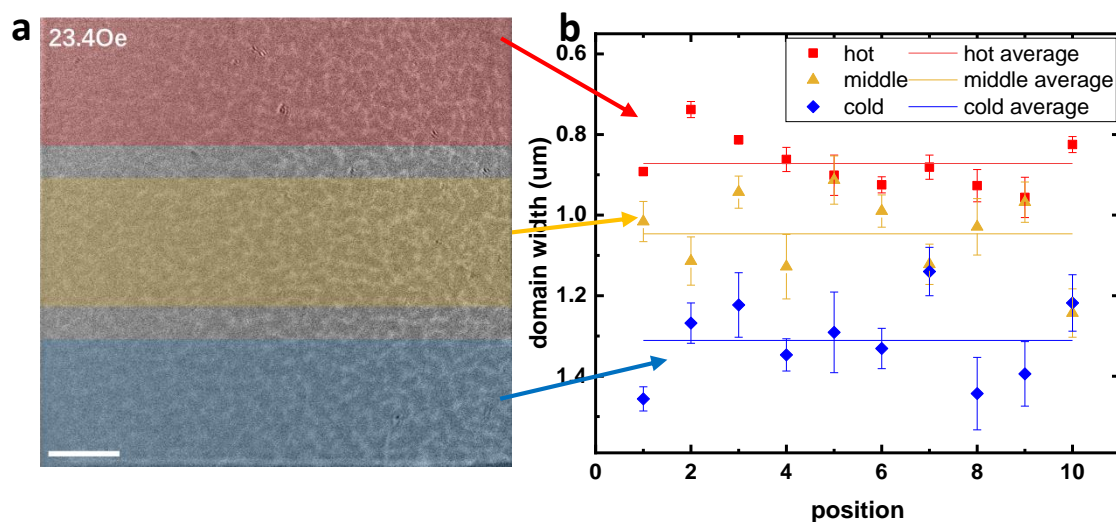 a
23.4Oe
b
hot
hot average
middle
middle average
cold
cold average
0.6
0.8
1.0
1.2
1.4
domain width (um)
0
2
4
6
8
10
position